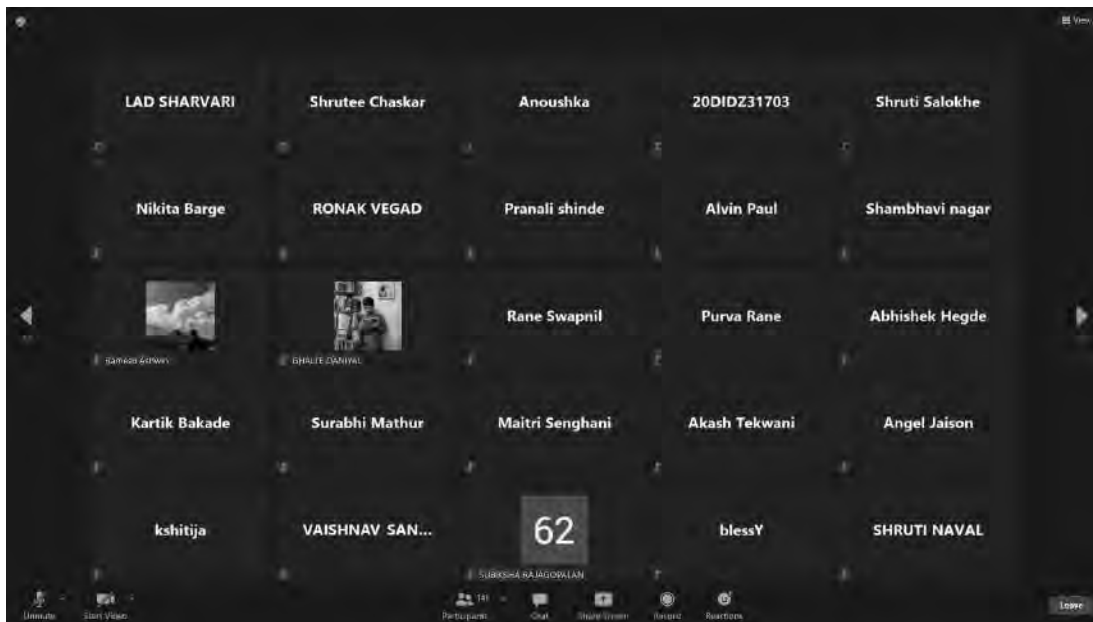 View
LAD SHARVARI
Shrutee Chaskar
Anoushka
20DIDZ31703
Shruti Salokhe
Nikita Barge
RONAK VEGAD
Pranali shinde
Alvin Paul
Shambhavi nagar
Rane Swapnil
Purva Rane
Abhishek Hegde
GHALTE DANIYAL
Kartik Bakade
Surabhi Mathur
Maitri Senghani
Akash Tekwani
Angel Jaison
kshitija
VAISHNAV SAN...
62
blessY
SHRUTI NAVAL
SUBIKSHA RAJAGOPALAN
Unmute
Start Video
Participants
Chat
Share Screen
Record
Reactions
Leave